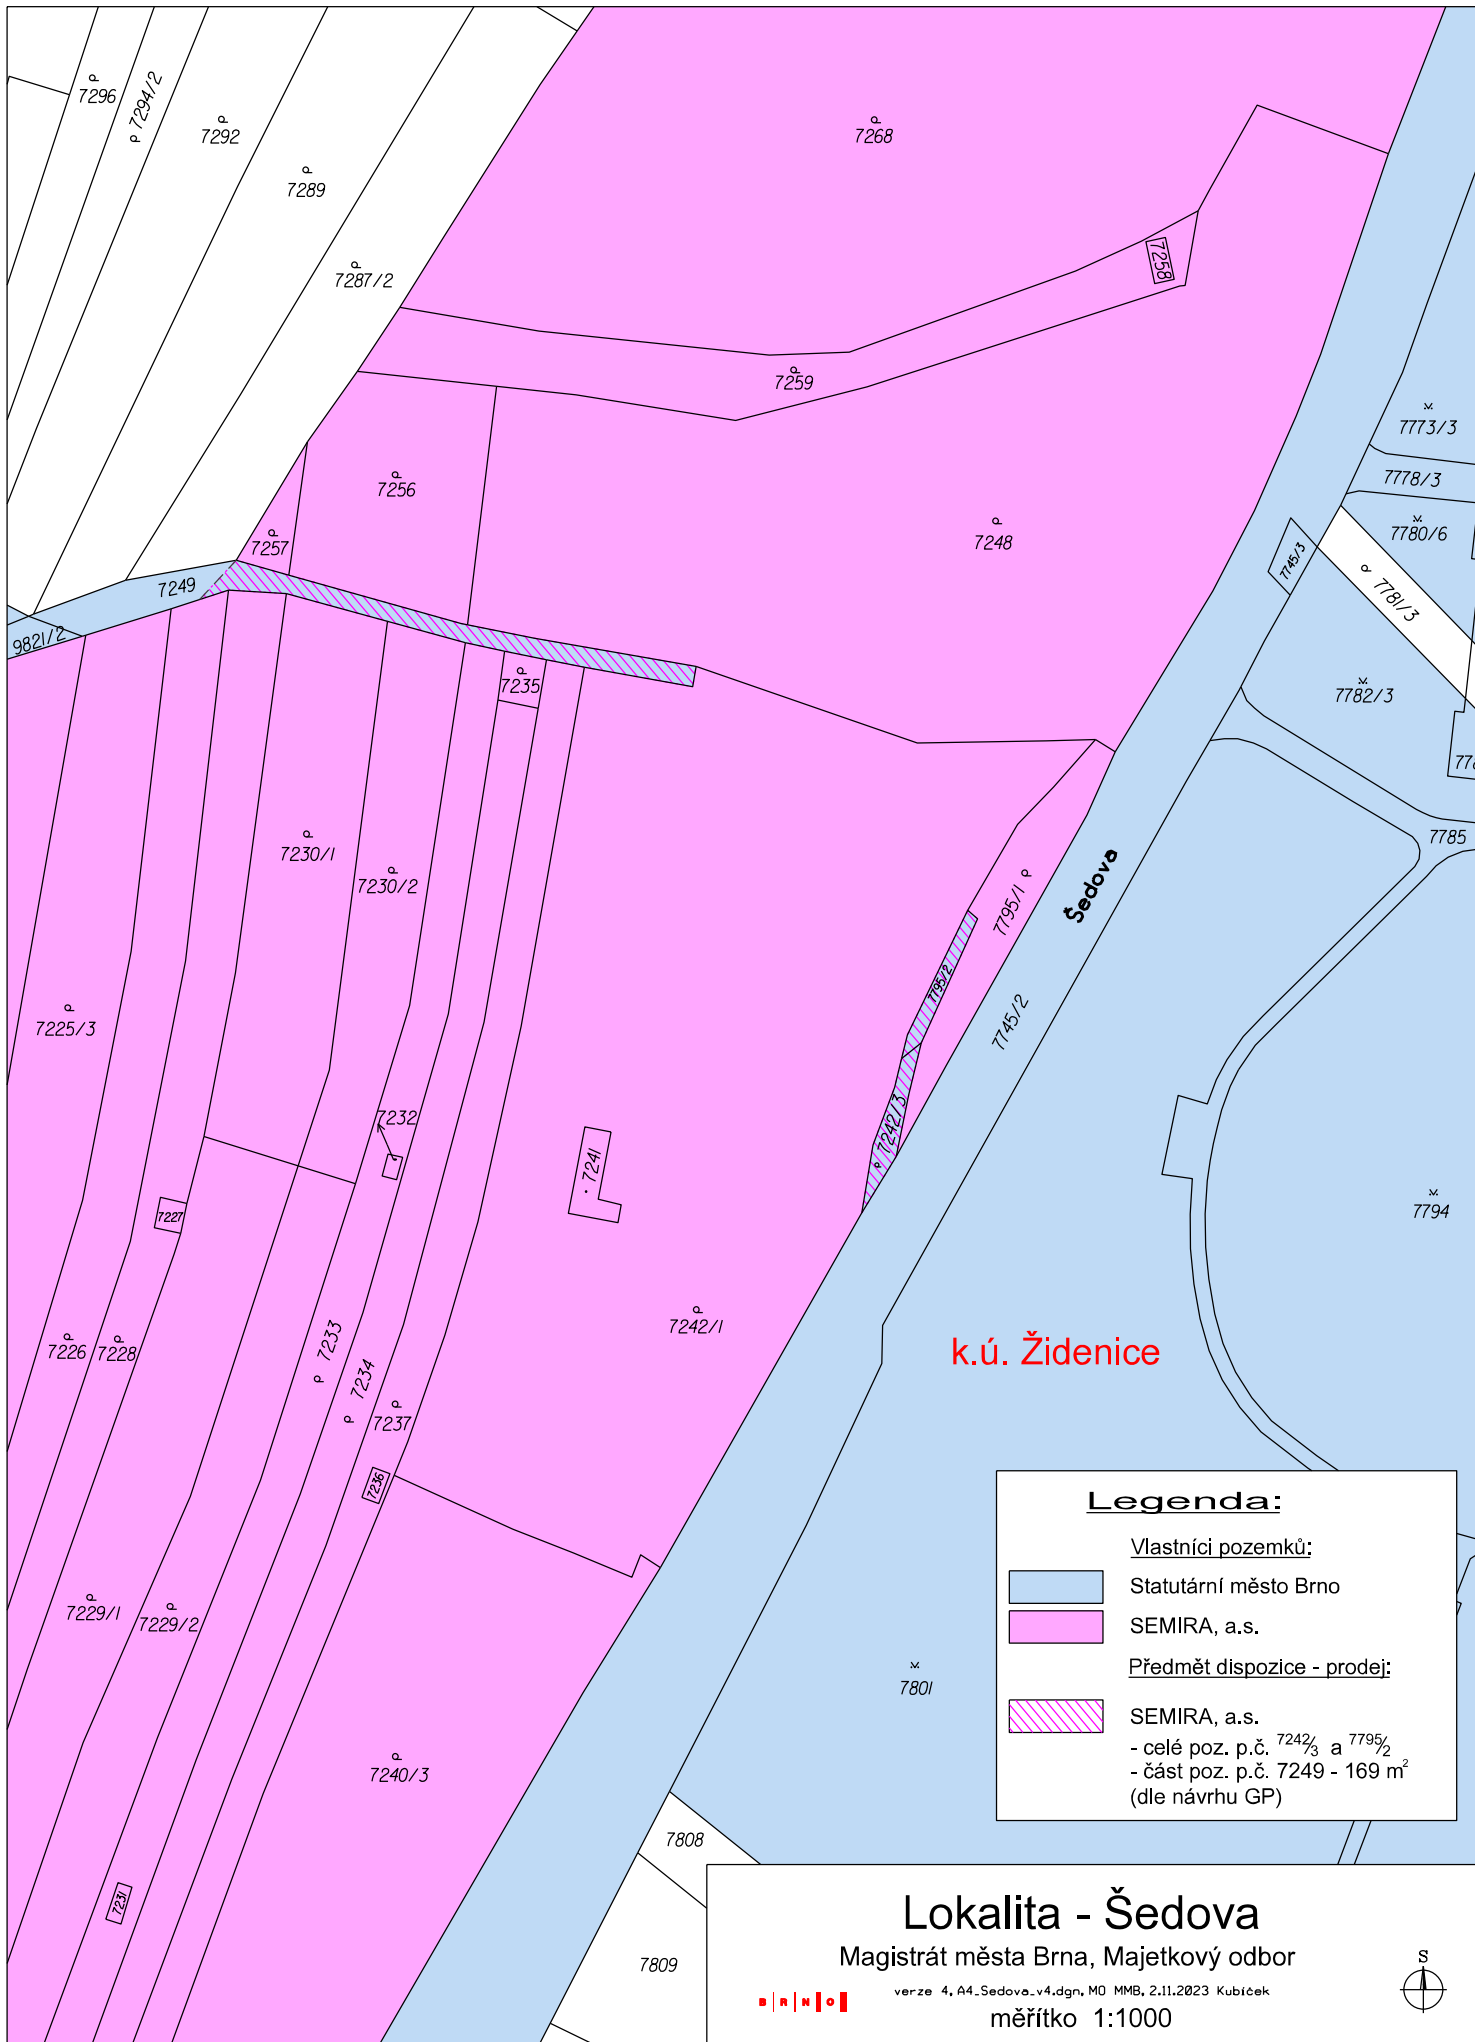 7296
7294/2
7292
7289
7287/2
7268
7258
7259
7773/3
7778/3
7256
7780/6
7257
7248
7745/3
7249
7781/3
9821/2
7235
7782/3
7785
7230/1
7230/2
Šedova
7795/1
7795/2
7225/3
7745/2
7232
7242/3
7241
7227
7794
7242/1
7226
7228
7233
7234
7237
k.ú. Židenice
7236
7229/1
7229/2
7801
7240/3
7808
7231
7809
Legenda:
Vlastníci pozemků:
Statutární město Brno
SEMIRA, a.s.
Předmět dispozice - prodej:
SEMIRA, a.s.
- celé poz. p.č. 7242/3 a 7795/2
- část poz. p.č. 7249 - 169 m²
(dle návrhu GP)
Lokalita - Šedova
Magistrát města Brna, Majetkový odbor
verze 4, A4_Sedova_v4.dgn, MO MMB, 2.11.2023 Kubíček
BRNO
měřítko 1:1000
S